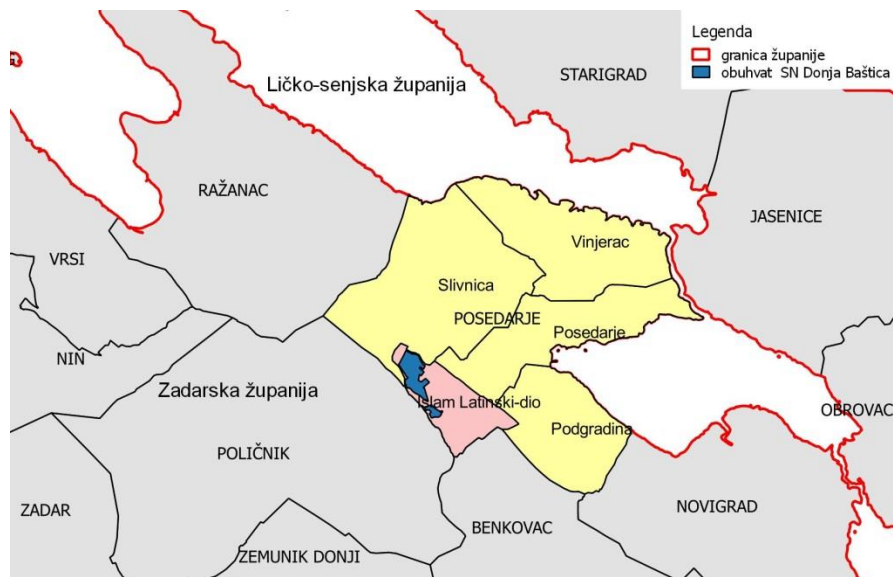 Legenda
granica županije
obuhvat SN Donja Baštica
Ličko-senjska županija
STARIGRAD
RAŽANAC
JASENICE
VRSI
Vinjerac
Slivnica
POSEDARJE
Posedarje
NIN
Zadarska županija
Islam Latinski-dio
OBROVAC
Podgradina
POLIČNIK
ZADAR
NOVIGRAD
BENKOVAC
ZEMUNIK DONJI